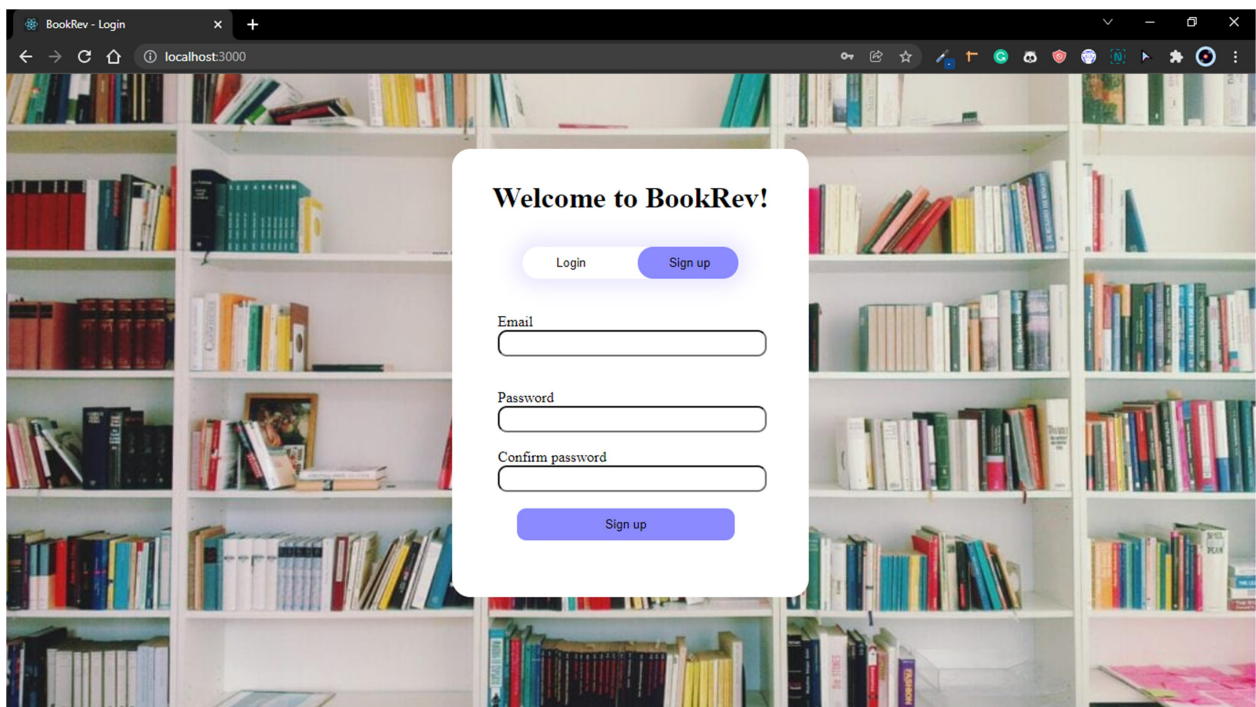 BookRev - Login
localhost:3000
Welcome to BookRev!
Login
Sign up
Email
Password
Confirm password
Sign up